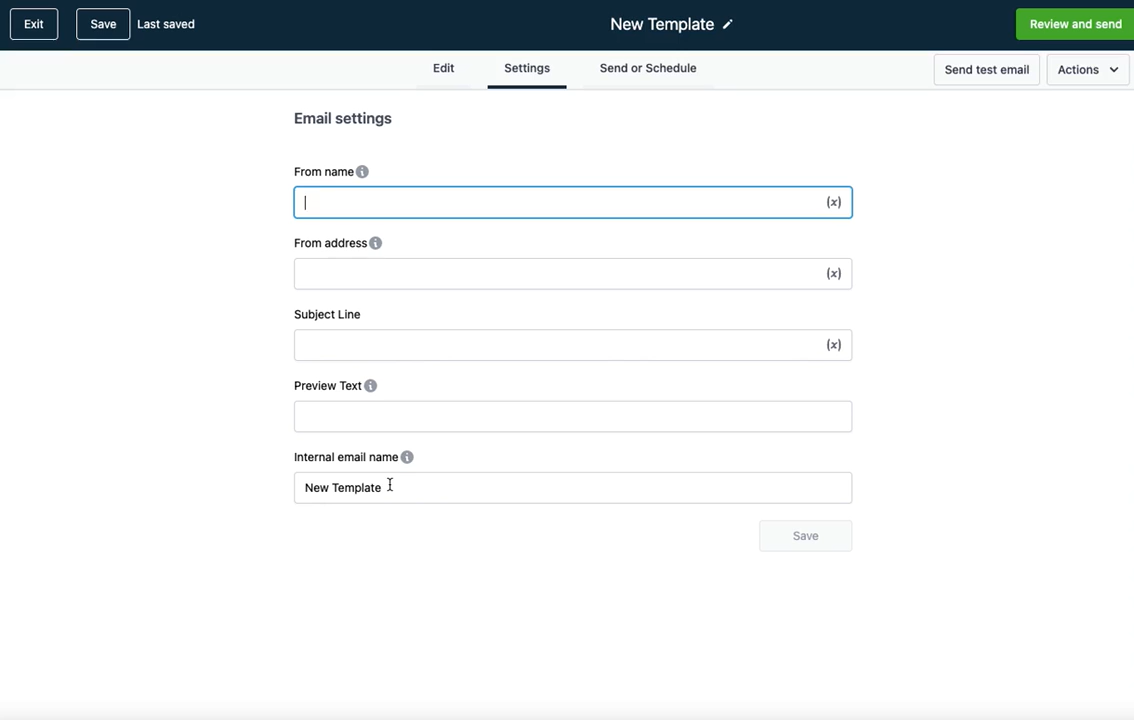 Exit
Save
Last saved
New Template
Review and send
Edit
Settings
Send or Schedule
Send test email
Actions
Email settings
From name
(x)
From address
(x)
Subject Line
(x)
Preview Text
Internal email name
New Template
Save